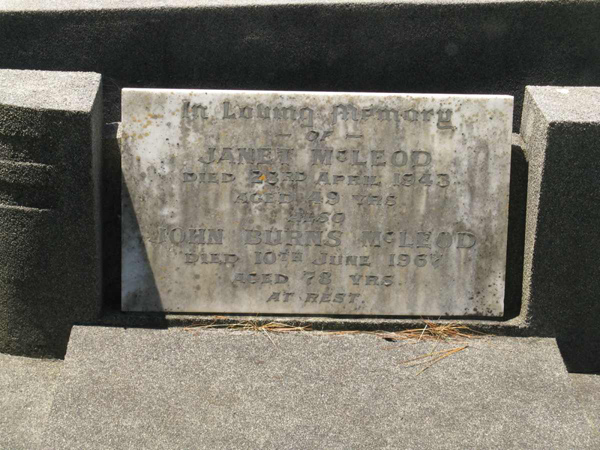 In Loving Memory
— of —
JANET McLEOD
DIED 23RD APRIL 1943
AGED 49 YRS
ALSO
JOHN BURNS McLEOD
DIED 10TH JUNE
AGED 78 YRS.
AT REST.